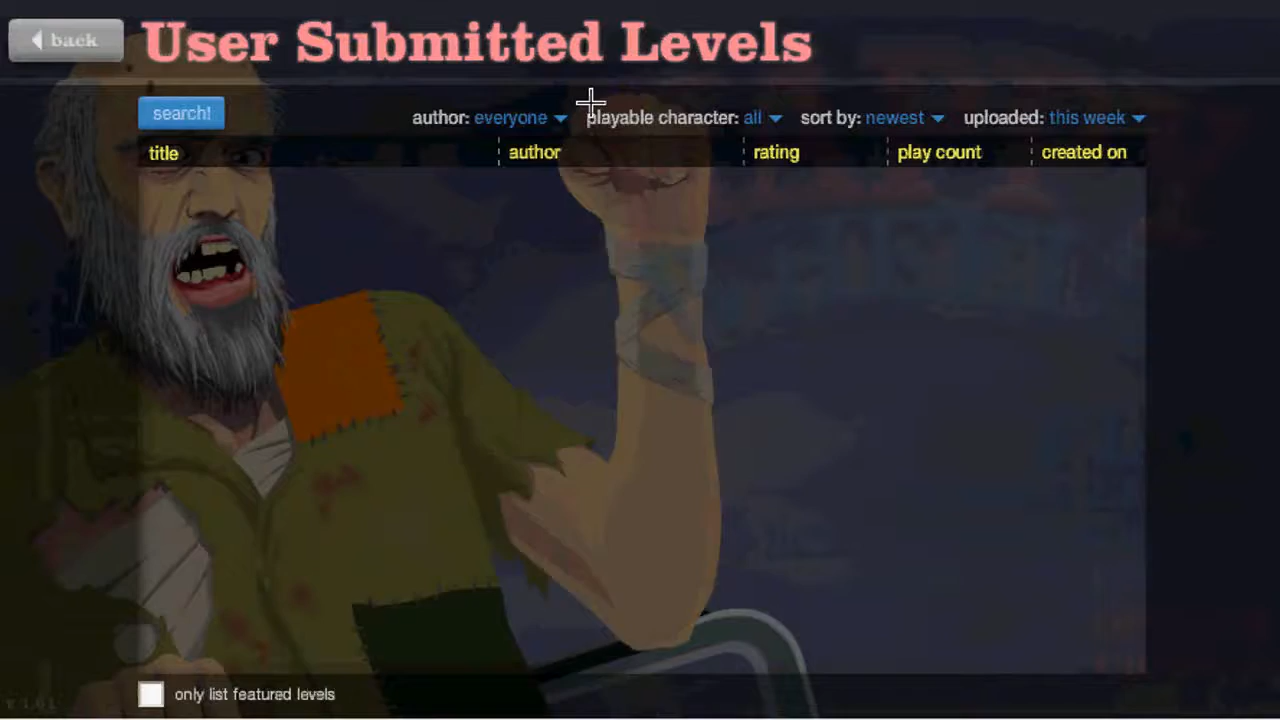 back
User Submitted Levels
search!
author: everyone playable character: all sort by: newest uploaded: this week
title author rating play count created on
only list featured levels